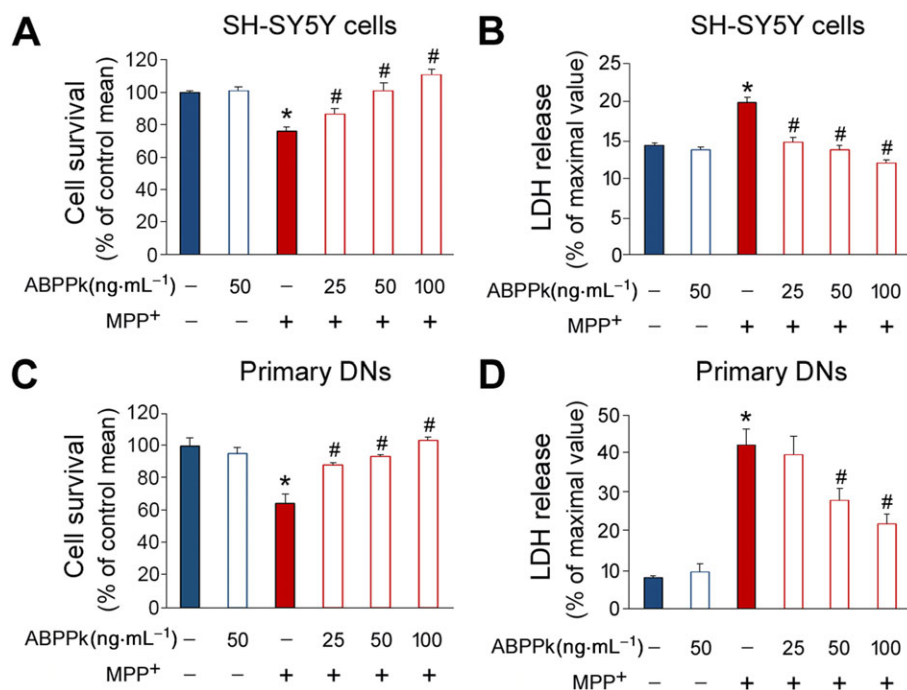 A
SH-SY5Y cells
Cell survival
(% of control mean)
120
100
80
60
40
20
0
*
#
#
#
ABPPk(ng·mL⁻¹) – 50 – 25 50 100
MPP⁺ – – + + + +
B
SH-SY5Y cells
LDH release
(% of maximal value)
25
20
15
10
5
0
*
#
#
#
ABPPk(ng·mL⁻¹) – 50 – 25 50 100
MPP⁺ – – + + + +
C
Primary DNs
Cell survival
(% of control mean)
120
100
80
60
40
20
0
*
#
#
#
ABPPk(ng·mL⁻¹) – 50 – 25 50 100
MPP⁺ – – + + + +
D
Primary DNs
LDH release
(% of maximal value)
50
40
30
20
10
0
*
#
#
ABPPk(ng·mL⁻¹) – 50 – 25 50 100
MPP⁺ – – + + + +